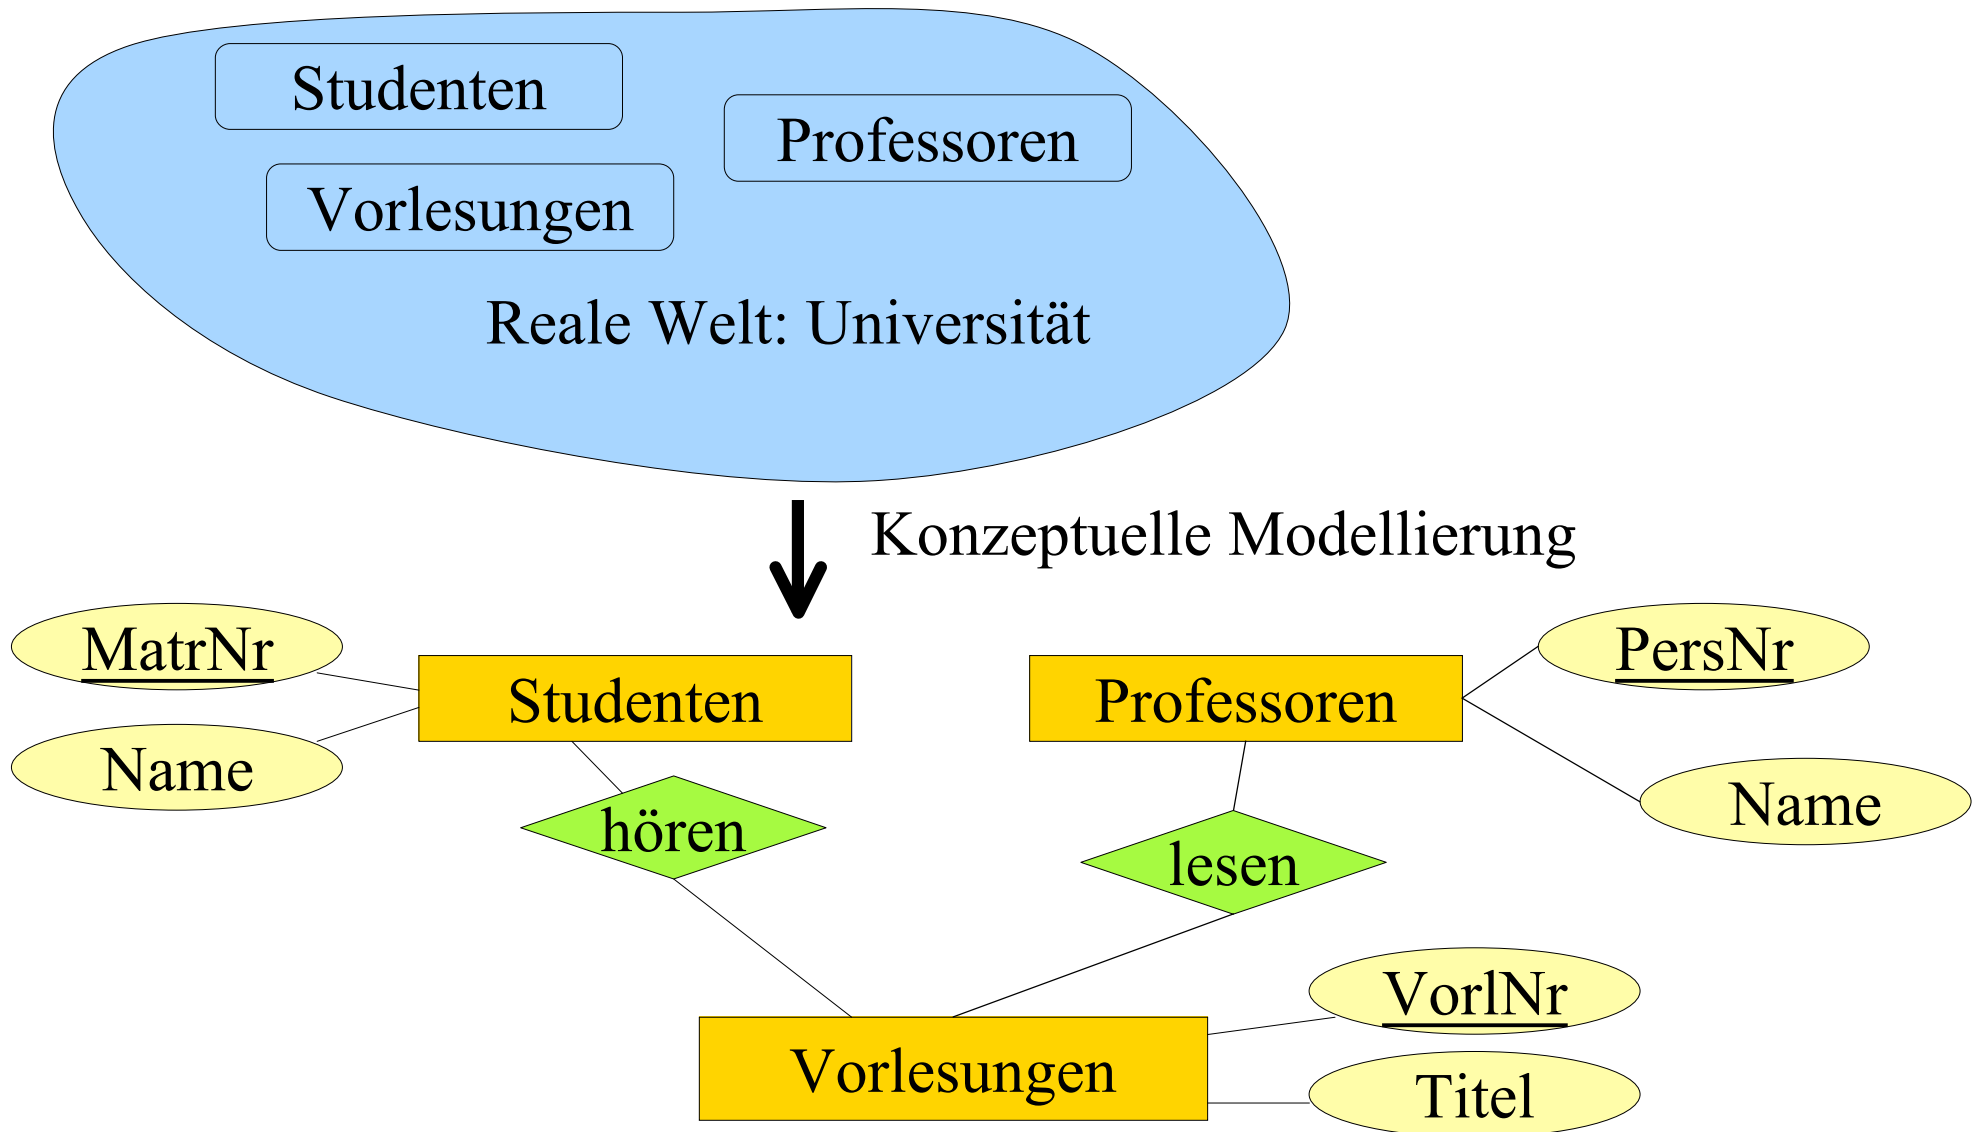 Studenten
Professoren
Vorlesungen
Reale Welt: Universität
Konzeptuelle Modellierung
MatrNr
PersNr
Studenten
Professoren
Name
Name
hören
lesen
VorlNr
Vorlesungen
Titel